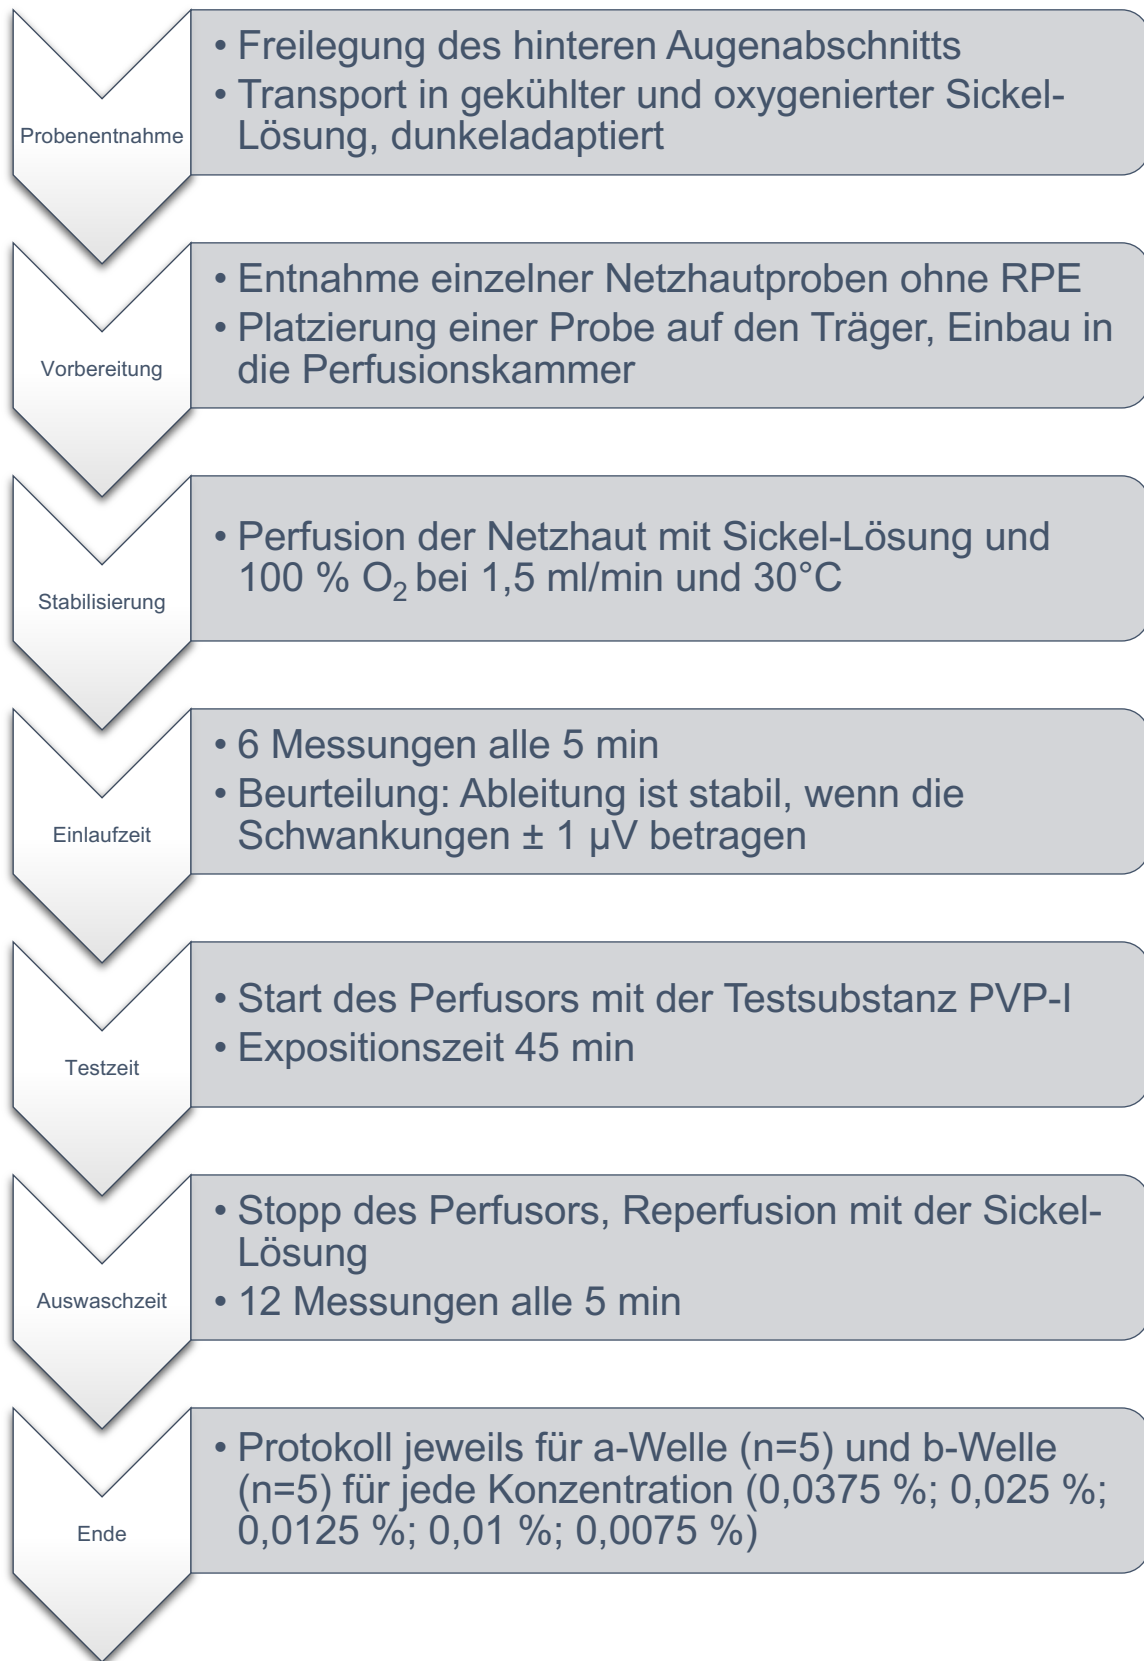 Probenentnahme
• Freilegung des hinteren Augenabschnitts
• Transport in gekühlter und oxygenierter Sickel-
Lösung, dunkeladaptiert
Vorbereitung
• Entnahme einzelner Netzhautproben ohne RPE
• Platzierung einer Probe auf den Träger, Einbau in
die Perfusionskammer
Stabilisierung
• Perfusion der Netzhaut mit Sickel-Lösung und
100 % O₂ bei 1,5 ml/min und 30°C
Einlaufzeit
• 6 Messungen alle 5 min
• Beurteilung: Ableitung ist stabil, wenn die
Schwankungen ± 1 µV betragen
Testzeit
• Start des Perfusors mit der Testsubstanz PVP-I
• Expositionszeit 45 min
Auswaschzeit
• Stopp des Perfusors, Reperfusion mit der Sickel-
Lösung
• 12 Messungen alle 5 min
Ende
• Protokoll jeweils für a-Welle (n=5) und b-Welle
(n=5) für jede Konzentration (0,0375 %; 0,025 %;
0,0125 %; 0,01 %; 0,0075 %)